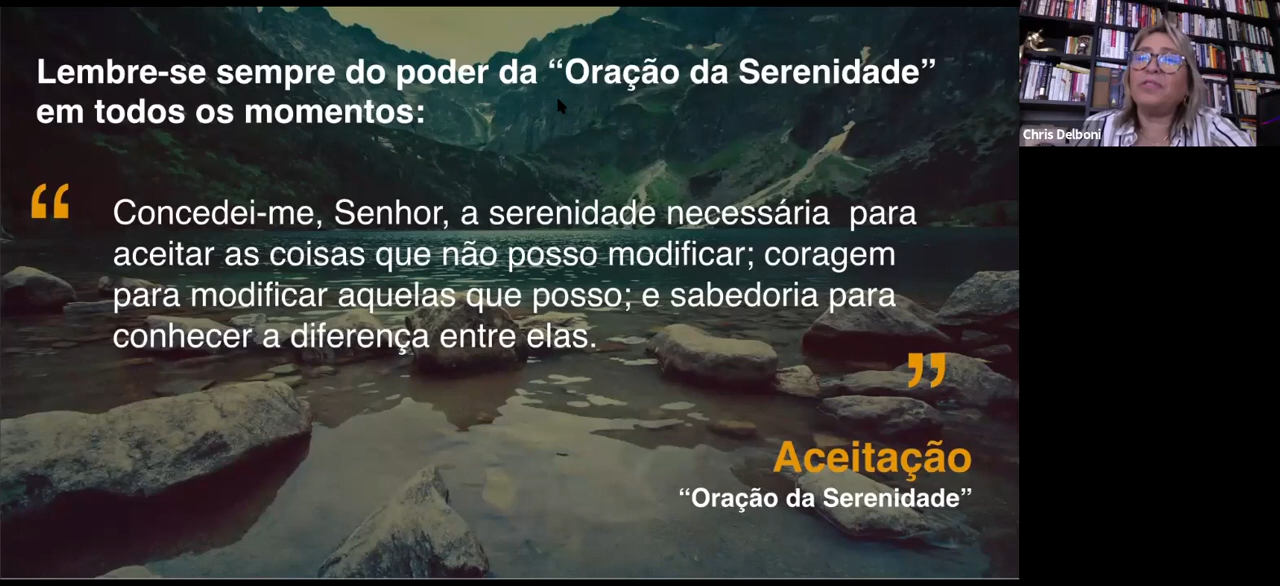 Lembre-se sempre do poder da “Oração da Serenidade”
em todos os momentos:
“
Concedei-me, Senhor, a serenidade necessária  para
aceitar as coisas que não posso modificar; coragem
para modificar aquelas que posso; e sabedoria para
conhecer a diferença entre elas.
”
Aceitação
“Oração da Serenidade”
Chris Delboni